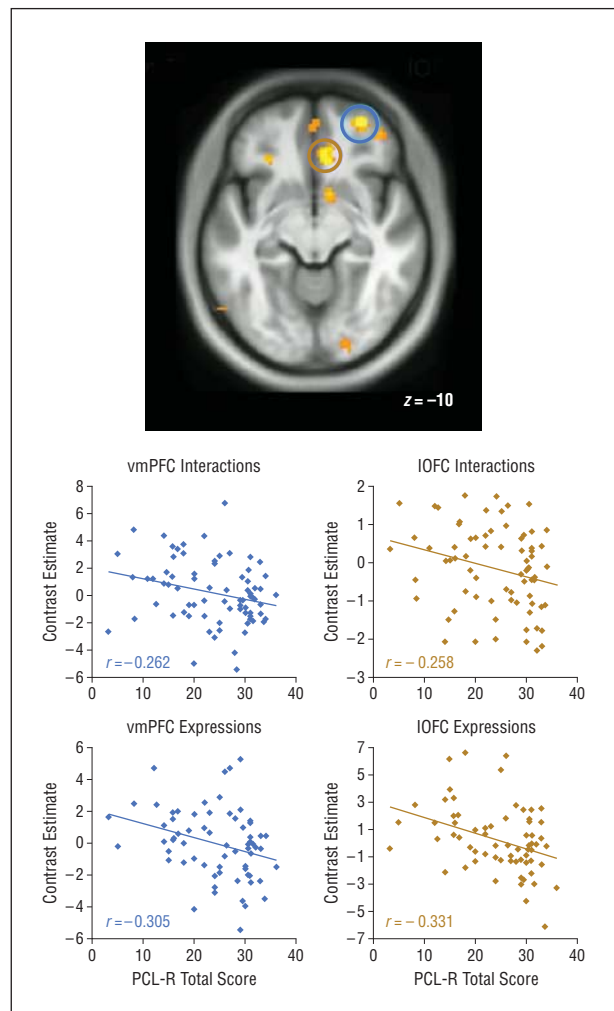 z = –10
vmPFC Interactions
Contrast Estimate
8
6
4
2
0
–2
–4
–6
r = – 0.262
0 10 20 30 40
lOFC Interactions
Contrast Estimate
2
1
0
–1
–2
–3
r = – 0.258
0 10 20 30 40
vmPFC Expressions
Contrast Estimate
6
4
2
0
–2
–4
–6
r = – 0.305
0 10 20 30 40
PCL-R Total Score
lOFC Expressions
Contrast Estimate
7
5
3
1
–1
–3
–5
–7
r = – 0.331
0 10 20 30 40
PCL-R Total Score